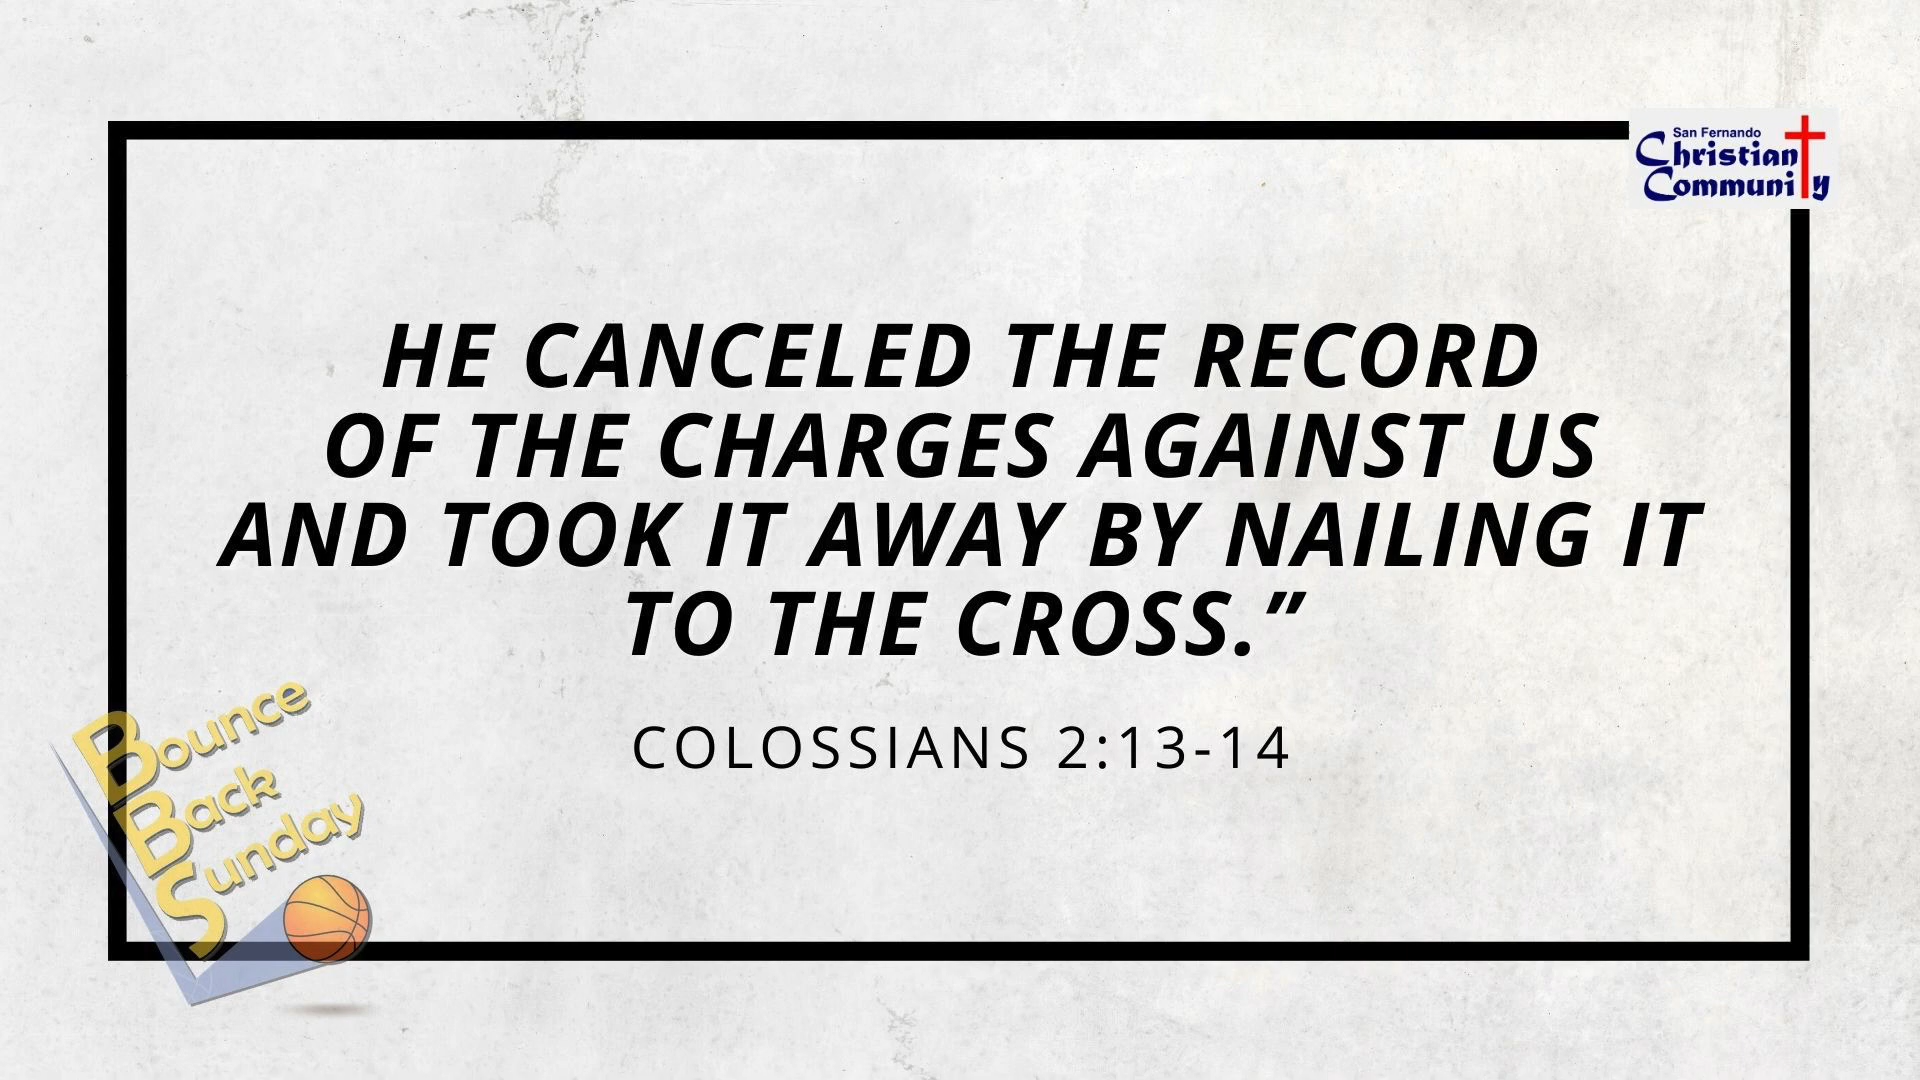 San Fernando
Christian
Community
HE CANCELED THE RECORD
OF THE CHARGES AGAINST US
AND TOOK IT AWAY BY NAILING IT
TO THE CROSS.”
COLOSSIANS 2:13-14
Bounce
Back
Sunday